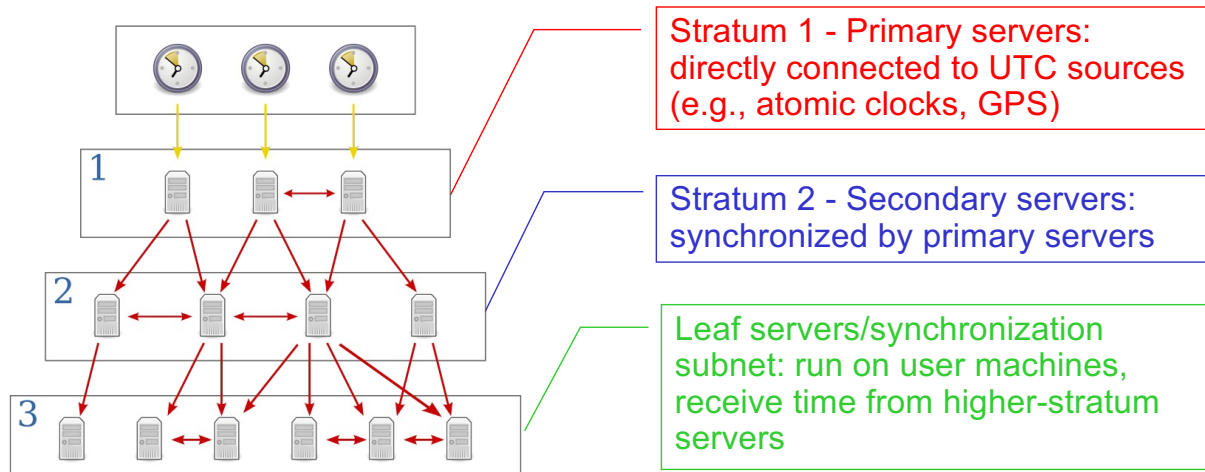 Stratum 1 - Primary servers:
directly connected to UTC sources
(e.g., atomic clocks, GPS)
1
Stratum 2 - Secondary servers:
synchronized by primary servers
2
Leaf servers/synchronization
subnet: run on user machines,
receive time from higher-stratum
servers
3